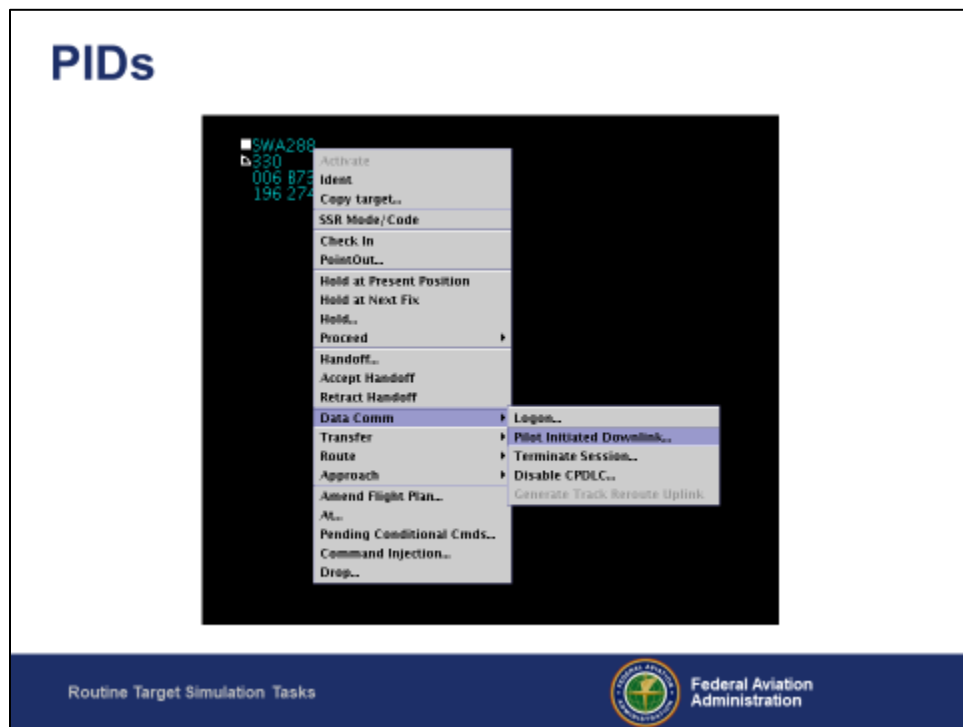 PIDs
SWA288
330
006 B73
196 274
Activate
Ident
Copy target...
SSR Mode/Code
Check In
PointOut...
Hold at Present Position
Hold at Next Fix
Hold...
Proceed
Handoff...
Accept Handoff
Retract Handoff
Data Comm
Transfer
Route
Approach
Amend Flight Plan...
At...
Pending Conditional Cmds...
Command Injection...
Drop...
Logon...
Pilot Initiated Downlink...
Terminate Session...
Disable CPDLC...
Generate Track Reroute Uplink
Routine Target Simulation Tasks
Federal Aviation
Administration